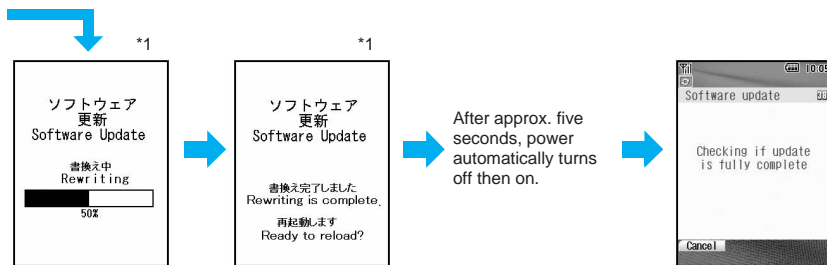 *1
ソフトウェア
更新
Software Update
書換え中
Rewriting
50%
*1
ソフトウェア
更新
Software Update
書換え完了しました
Rewriting is complete.
再起動します
Ready to reload?
After approx. five
seconds, power
automatically turns
off then on.
10:05
Software update
Checking if update
is fully complete
Cancel